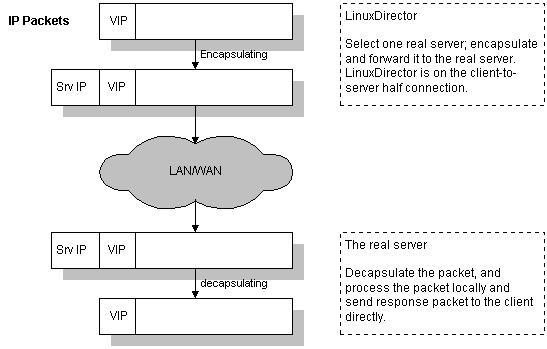 IP Packets
VIP
Encapsulating
Srv IP
VIP
LAN/WAN
Srv IP
VIP
decapsulating
VIP
LinuxDirector
Select one real server; encapsulate
and forward it to the real server.
LinuxDirector is on the client-to-
server half connection.
The real server
Decapsulate the packet, and
process the packet locally and
send response packet to the client
directly.